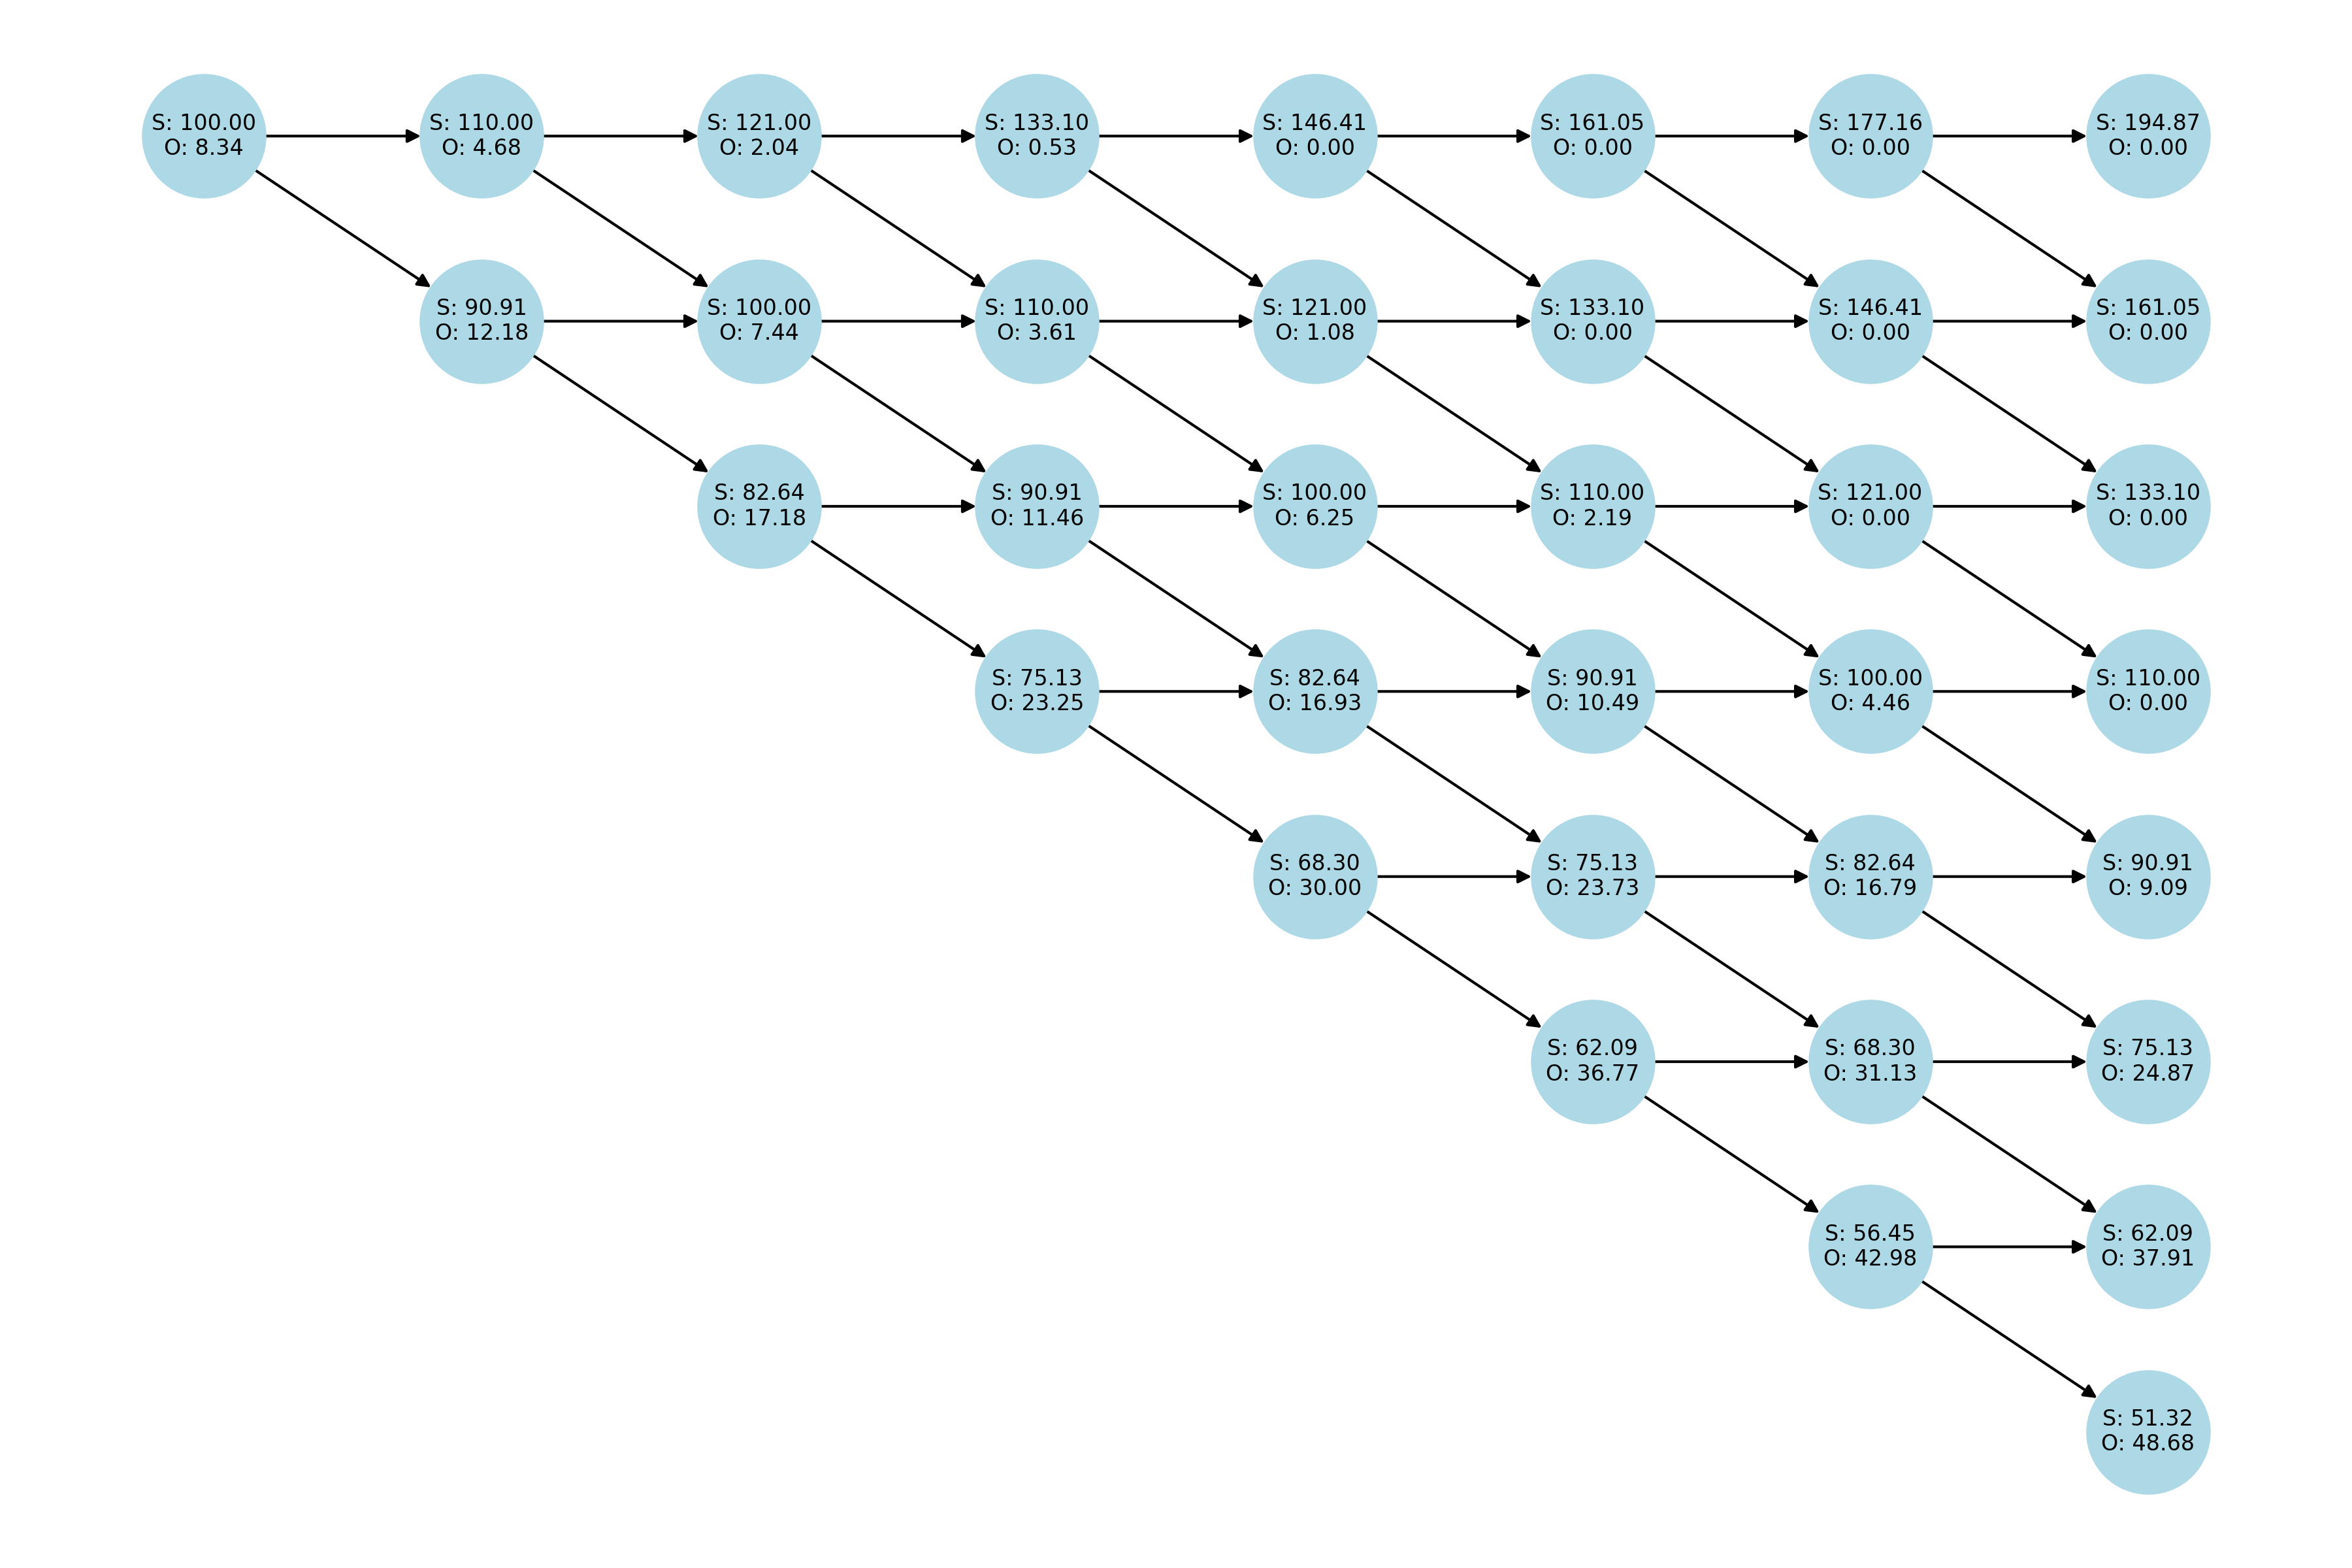 S: 100.00
O: 8.34
S: 110.00
O: 4.68
S: 121.00
O: 2.04
S: 133.10
O: 0.53
S: 146.41
O: 0.00
S: 161.05
O: 0.00
S: 177.16
O: 0.00
S: 194.87
O: 0.00
S: 90.91
O: 12.18
S: 100.00
O: 7.44
S: 110.00
O: 3.61
S: 121.00
O: 1.08
S: 133.10
O: 0.00
S: 146.41
O: 0.00
S: 161.05
O: 0.00
S: 82.64
O: 17.18
S: 90.91
O: 11.46
S: 100.00
O: 6.25
S: 110.00
O: 2.19
S: 121.00
O: 0.00
S: 133.10
O: 0.00
S: 75.13
O: 23.25
S: 82.64
O: 16.93
S: 90.91
O: 10.49
S: 100.00
O: 4.46
S: 110.00
O: 0.00
S: 68.30
O: 30.00
S: 75.13
O: 23.73
S: 82.64
O: 16.79
S: 90.91
O: 9.09
S: 62.09
O: 36.77
S: 68.30
O: 31.13
S: 75.13
O: 24.87
S: 56.45
O: 42.98
S: 62.09
O: 37.91
S: 51.32
O: 48.68